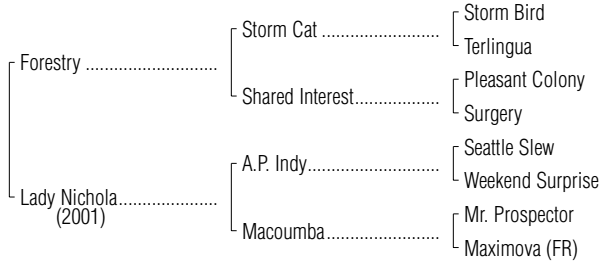 Storm Bird
Storm Cat ........................
Terlingua
Forestry ...........................
Pleasant Colony
Shared Interest.................
Surgery
Seattle Slew
A.P. Indy...........................
Weekend Surprise
Lady Nichola....................
(2001)
Mr. Prospector
Macoumba.......................
Maximova (FR)